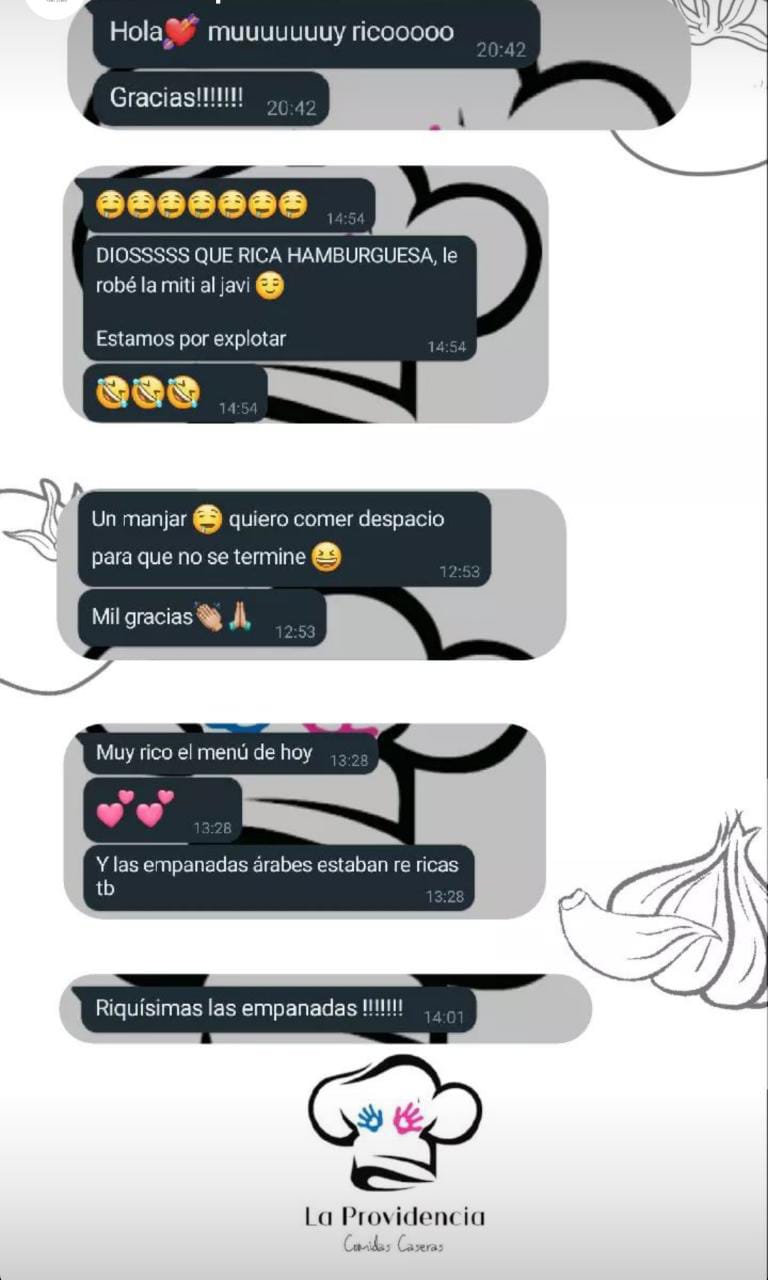 Hola💘 muuuuuuuy ricooooo
20:42
Gracias!!!!!!!
20:42
🤤🤤🤤🤤🤤🤤🤤
14:54
DIOSSSSS QUE RICA HAMBURGUESA, le
robé la miti al javi 😌
Estamos por explotar
14:54
🤣🤣🤣
14:54
Un manjar 🤤 quiero comer despacio
para que no se termine 😆
12:53
Mil gracias👏🏼🙏🏼
12:53
Muy rico el menú de hoy
13:28
💕💕
13:28
Y las empanadas árabes estaban re ricas
tb
13:28
Riquísimas las empanadas !!!!!!!
14:01
La Providencia
Comidas Caseras